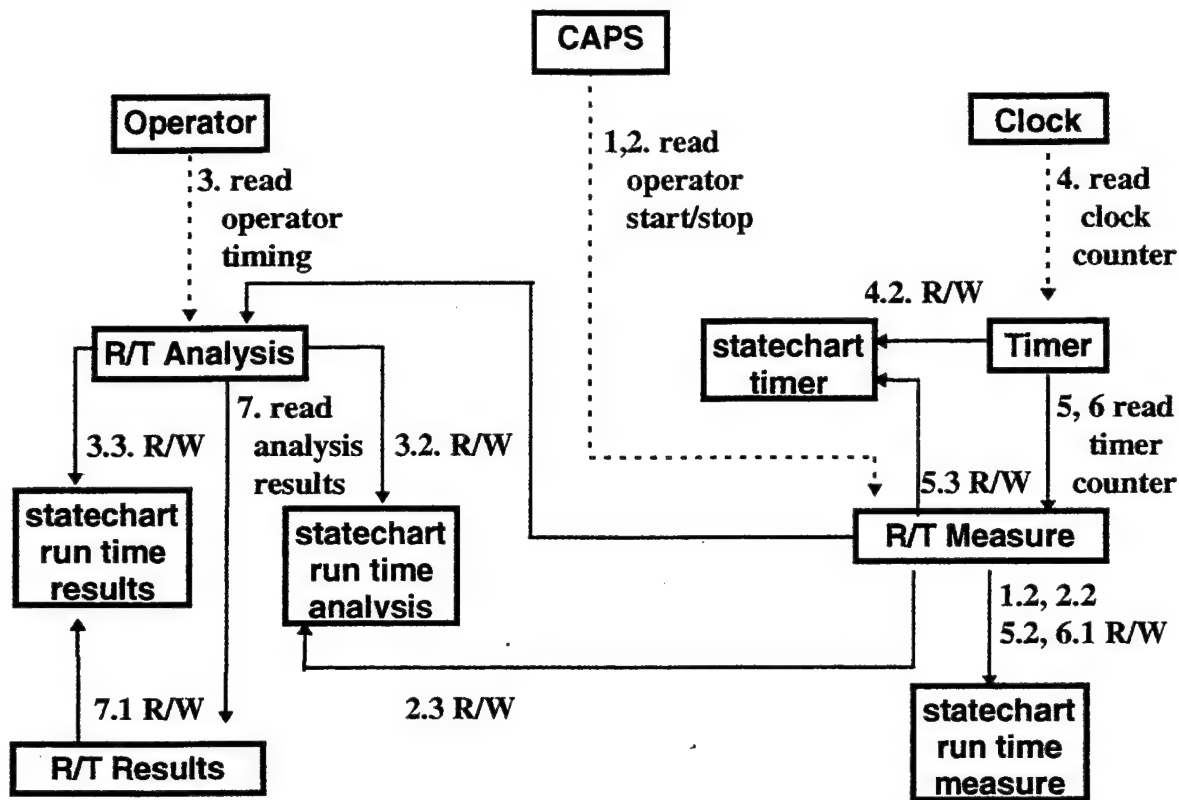 CAPS
Operator
Clock
1,2. read
operator
start/stop
3. read
operator
timing
4. read
clock
counter
4.2. R/W
R/T Analysis
statechart
timer
Timer
7. read
analysis
results
3.3. R/W
3.2. R/W
5, 6 read
timer
counter
5.3 R/W
statechart
run time
results
statechart
run time
analysis
R/T Measure
1.2, 2.2
5.2, 6.1 R/W
7.1 R/W
2.3 R/W
R/T Results
statechart
run time
measure